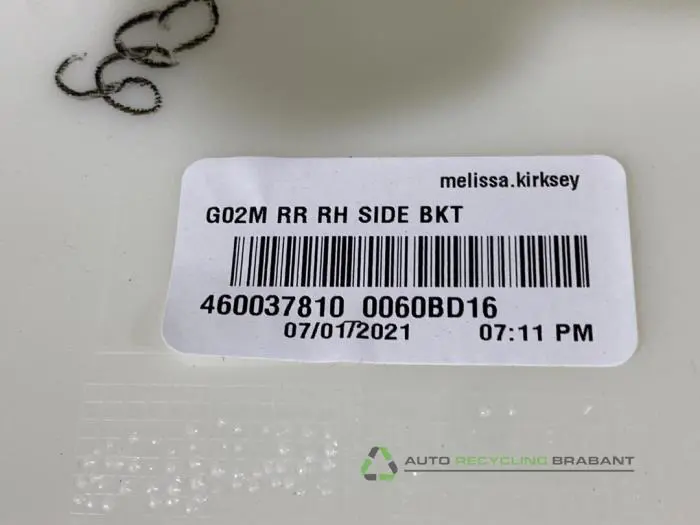 melissa.kirksey
G02M RR RH SIDE BKT
460037810 0060BD16
07/01/2021 07:11 PM
AUTO RECYCLING BRABANT